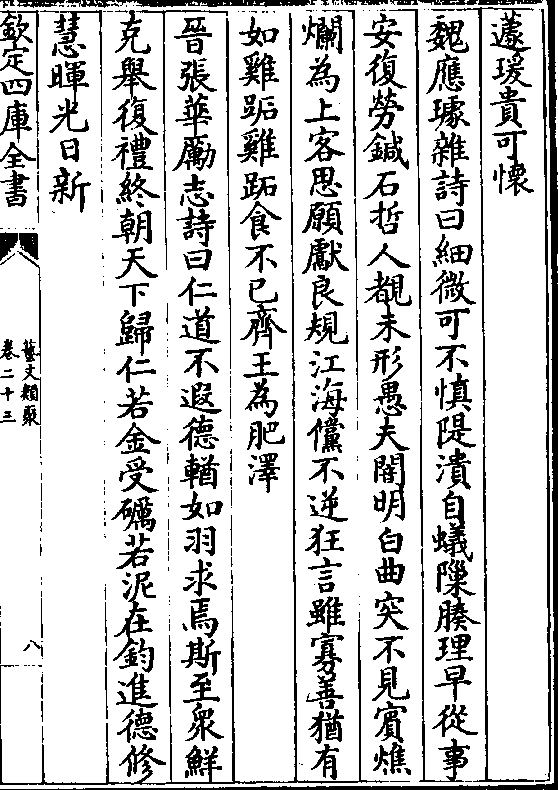 蘧瑗貴可懷
魏應璩雜詩曰細微可不慎隄潰自蟻隟腠理早從事
安復勞鍼石哲人覩未形愚夫闇明白曲突不見賓燋
爛為上客思願獻良規江海儻不逆狂言雖寡善猶有
如雞跖雞跖食不已齊王為肥澤
晉張華勵志詩曰仁道不遐德輶如羽求焉斯至衆鮮
克舉復禮終朝天下歸仁若金受礪若泥在鈞進德修
慧暉光日新
欽定四庫全書
藝文類聚
卷二十三
八